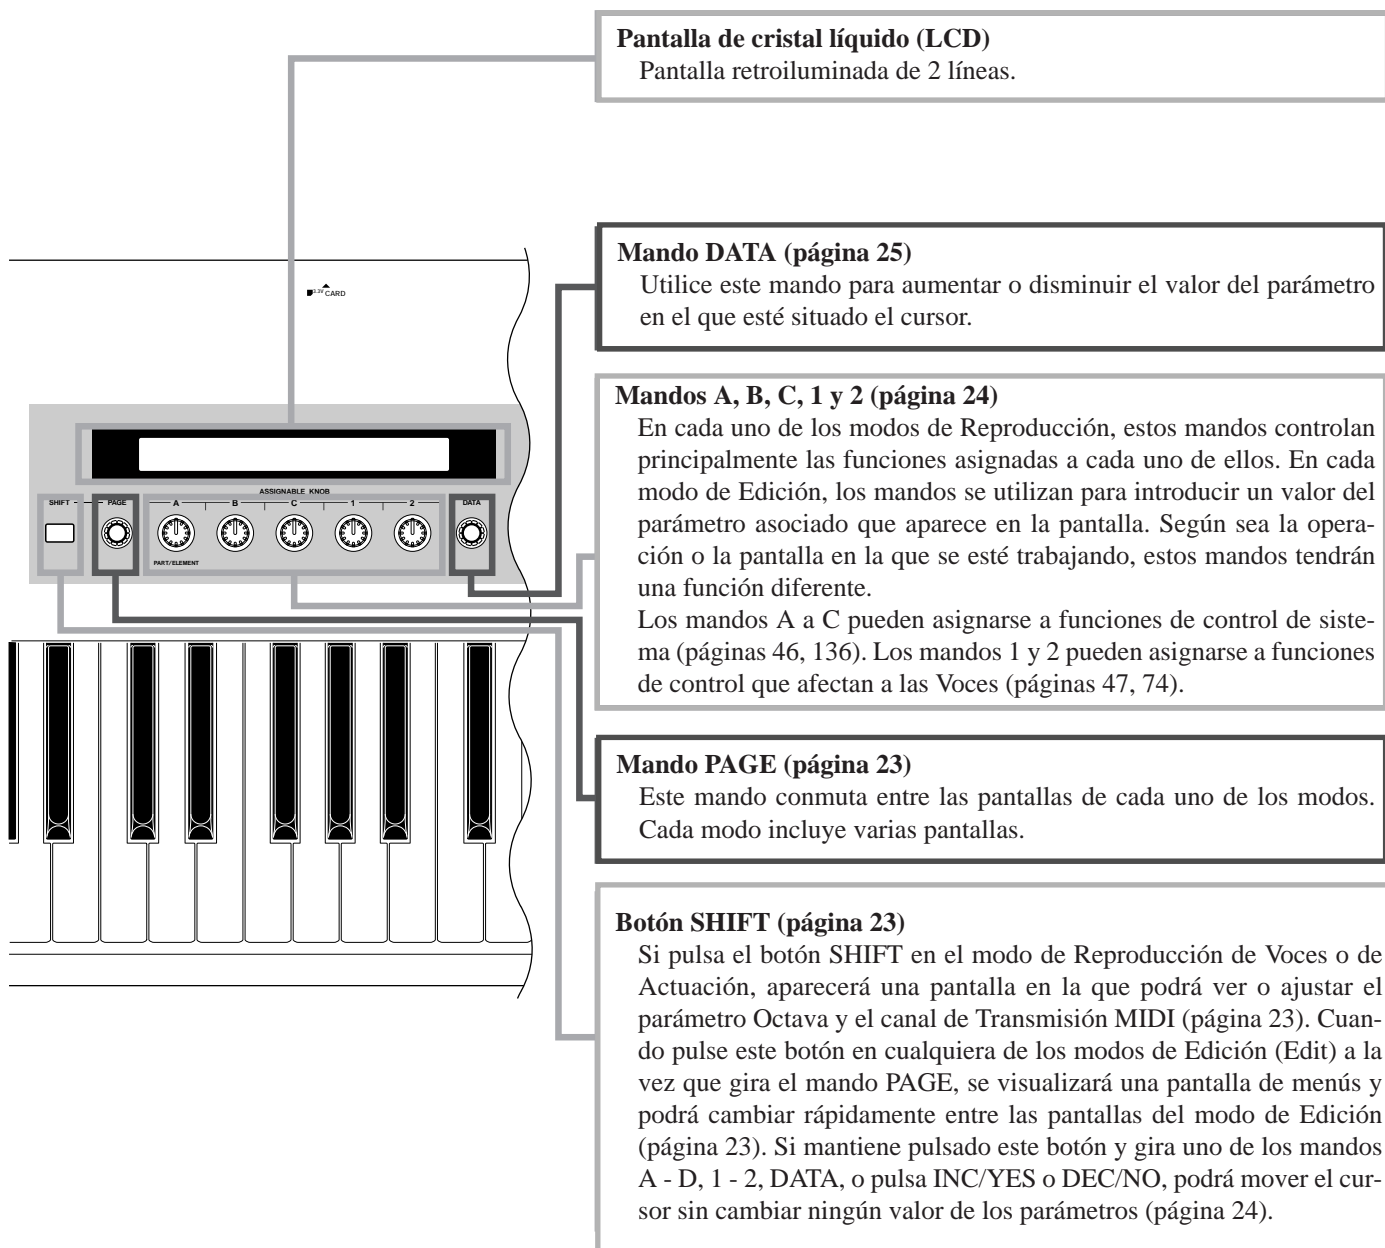 Pantalla de cristal líquido (LCD)
Pantalla retroiluminada de 2 líneas.
Mando DATA (página 25)
Utilice este mando para aumentar o disminuir el valor del parámetro
en el que esté situado el cursor.
3.3V CARD
Mandos A, B, C, 1 y 2 (página 24)
En cada uno de los modos de Reproducción, estos mandos controlan
principalmente las funciones asignadas a cada uno de ellos. En cada
modo de Edición, los mandos se utilizan para introducir un valor del
parámetro asociado que aparece en la pantalla. Según sea la opera-
ción o la pantalla en la que se esté trabajando, estos mandos tendrán
una función diferente.
Los mandos A a C pueden asignarse a funciones de control de siste-
ma (páginas 46, 136). Los mandos 1 y 2 pueden asignarse a funciones
de control que afectan a las Voces (páginas 47, 74).
ASSIGNABLE KNOB
SHIFT PAGE A B C 1 2 DATA
PART/ELEMENT
Mando PAGE (página 23)
Este mando conmuta entre las pantallas de cada uno de los modos.
Cada modo incluye varias pantallas.
Botón SHIFT (página 23)
Si pulsa el botón SHIFT en el modo de Reproducción de Voces o de
Actuación, aparecerá una pantalla en la que podrá ver o ajustar el
parámetro Octava y el canal de Transmisión MIDI (página 23). Cuan-
do pulse este botón en cualquiera de los modos de Edición (Edit) a la
vez que gira el mando PAGE, se visualizará una pantalla de menús y
podrá cambiar rápidamente entre las pantallas del modo de Edición
(página 23). Si mantiene pulsado este botón y gira uno de los mandos
A - D, 1 - 2, DATA, o pulsa INC/YES o DEC/NO, podrá mover el cur-
sor sin cambiar ningún valor de los parámetros (página 24).